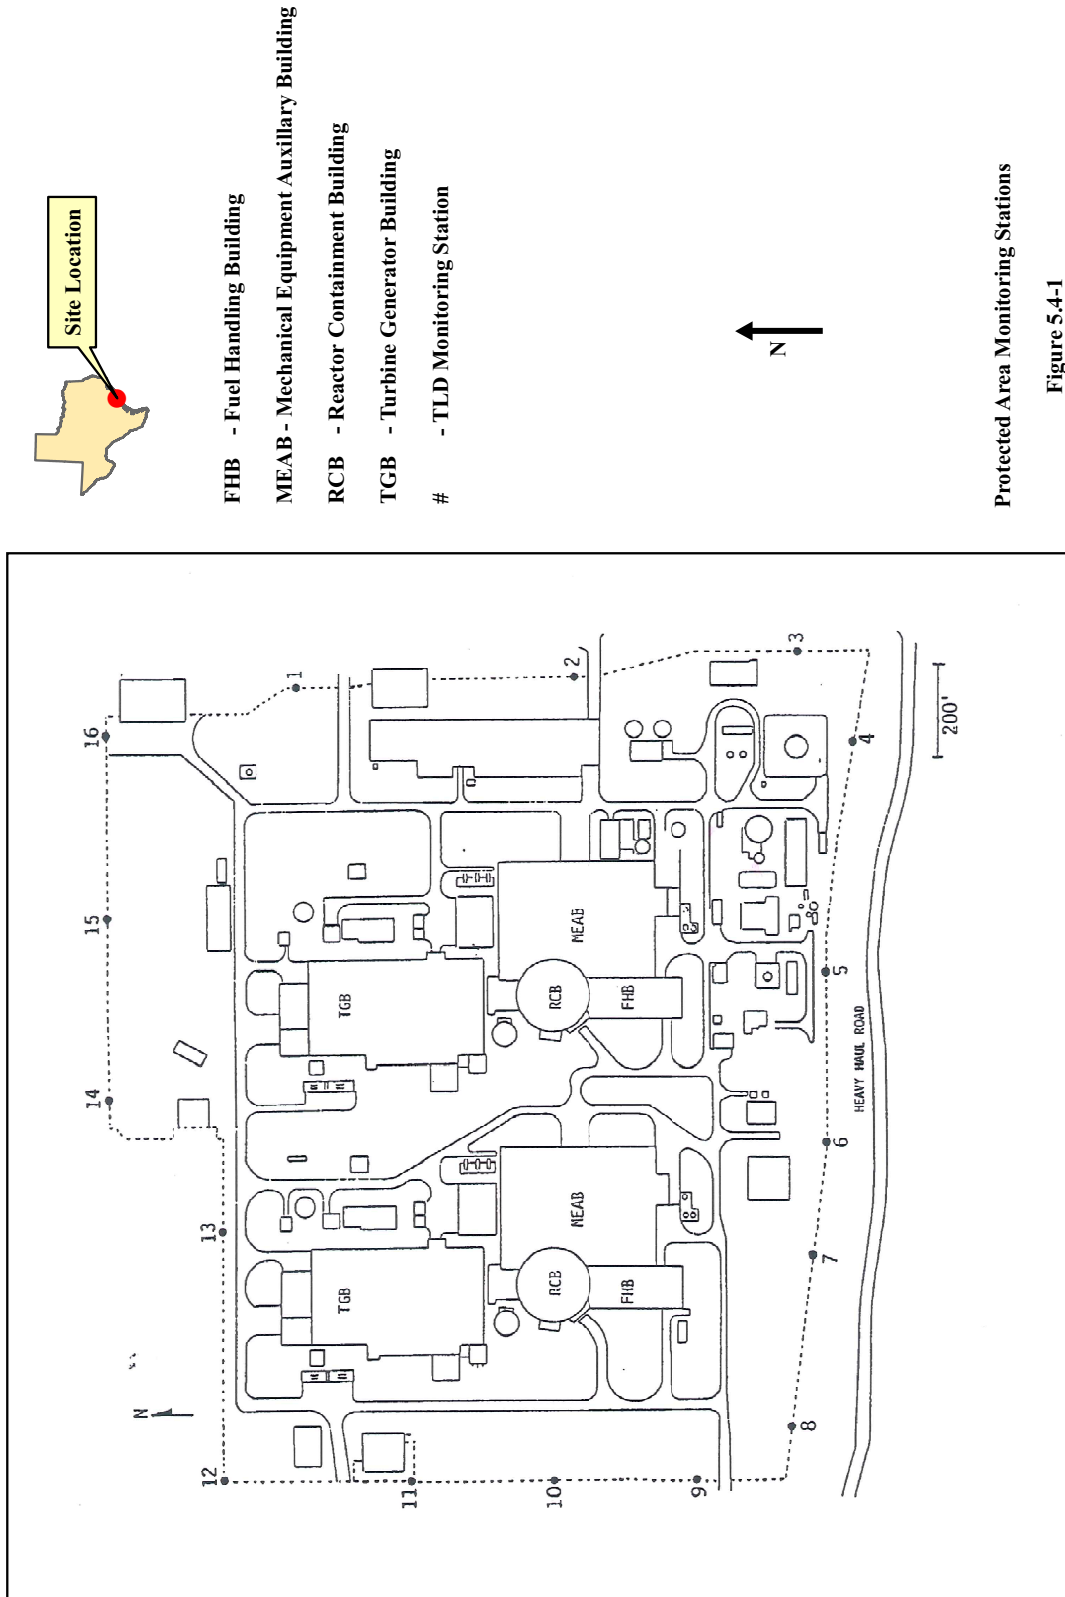 Site Location
FHB - Fuel Handling Building
MEAB - Mechanical Equipment Auxillary Building
RCB - Reactor Containment Building
TGB - Turbine Generator Building
# - TLD Monitoring Station
N
Protected Area Monitoring Stations
Figure 5.4-1
12
13
14
15
16
N
1
TGB
TGB
11
2
MEAB
MEAB
10
RCB
RCB
FHB
FHB
9
3
8
7
6
5
4
HEAVY HAUL ROAD
200'